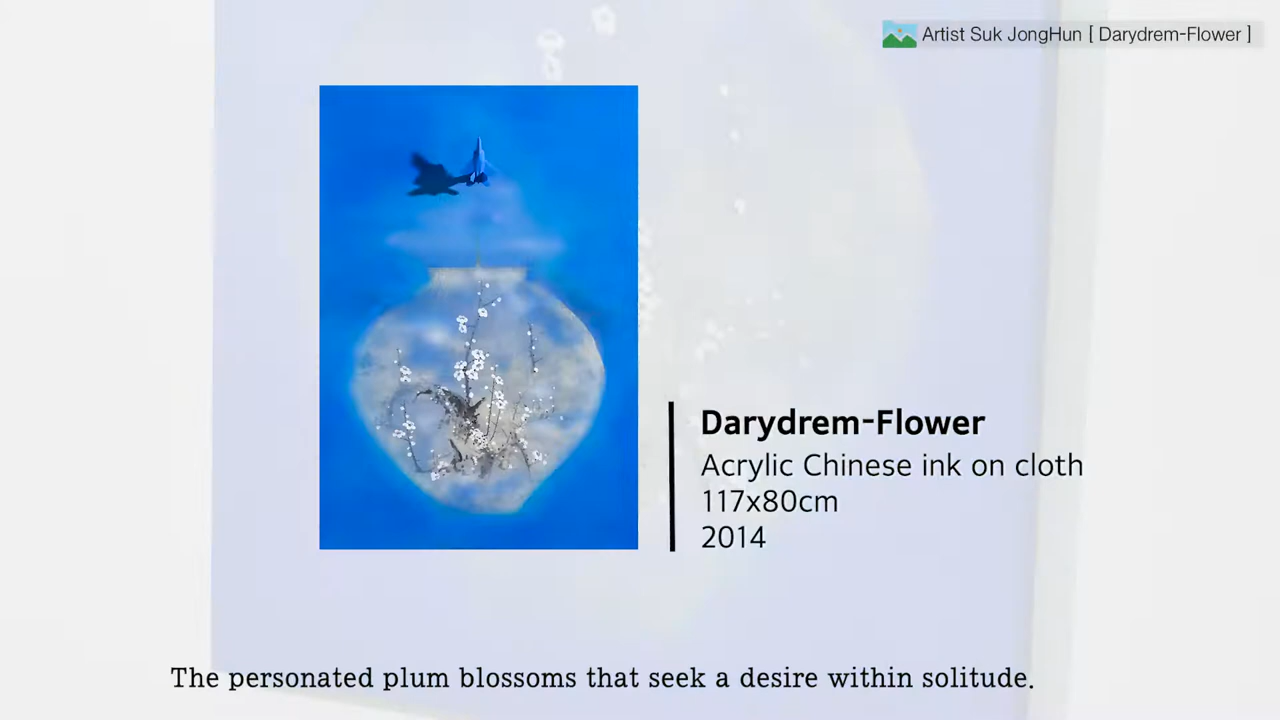 Artist Suk JongHun [ Darydrem-Flower ]
Darydrem-Flower
Acrylic Chinese ink on cloth
117x80cm
2014
The personated plum blossoms that seek a desire within solitude.